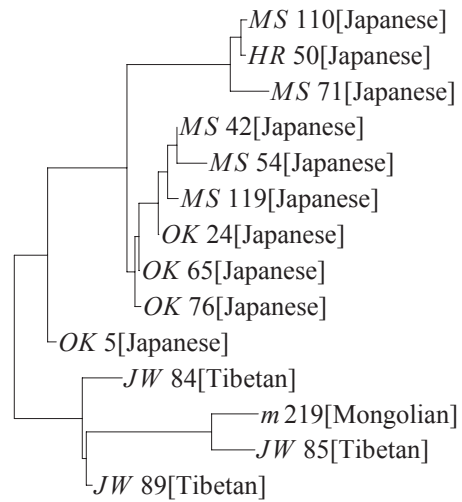 MS 110[Japanese]
HR 50[Japanese]
MS 71[Japanese]
MS 42[Japanese]
MS 54[Japanese]
MS 119[Japanese]
OK 24[Japanese]
OK 65[Japanese]
OK 76[Japanese]
OK 5[Japanese]
JW 84[Tibetan]
m 219[Mongolian]
JW 85[Tibetan]
JW 89[Tibetan]